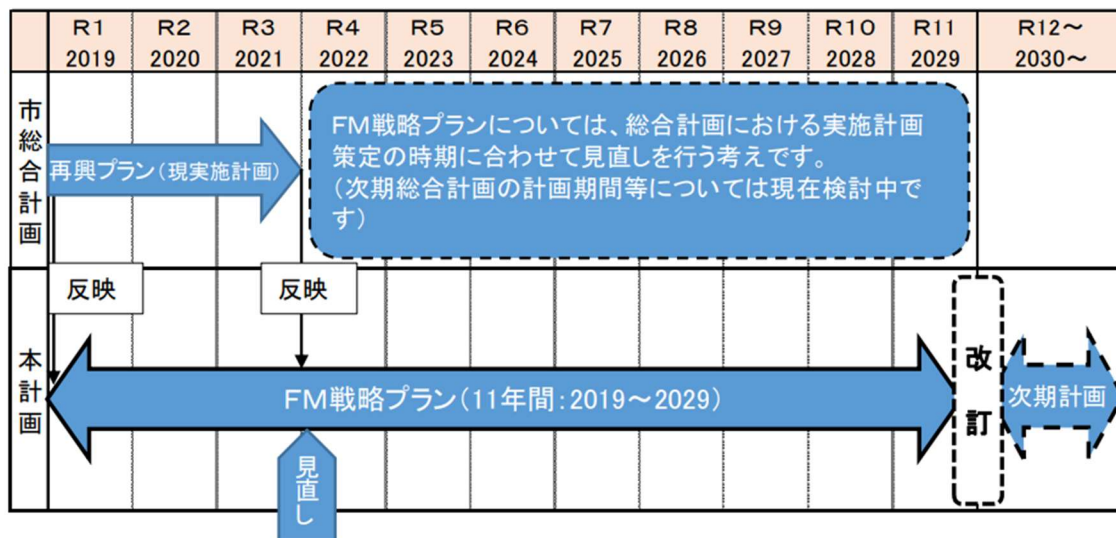 R1 R2 R3 R4 R5 R6 R7 R8 R9 R10 R11 R12～
2019 2020 2021 2022 2023 2024 2025 2026 2027 2028 2029 2030～
市総合計画
再興プラン（現実施計画）
ＦＭ戦略プランについては、総合計画における実施計画
策定の時期に合わせて見直しを行う考えです。
（次期総合計画の計画期間等については現在検討中で
す）
反映
反映
本計画
ＦＭ戦略プラン（11年間：2019～2029）
改訂
次期計画
見直し